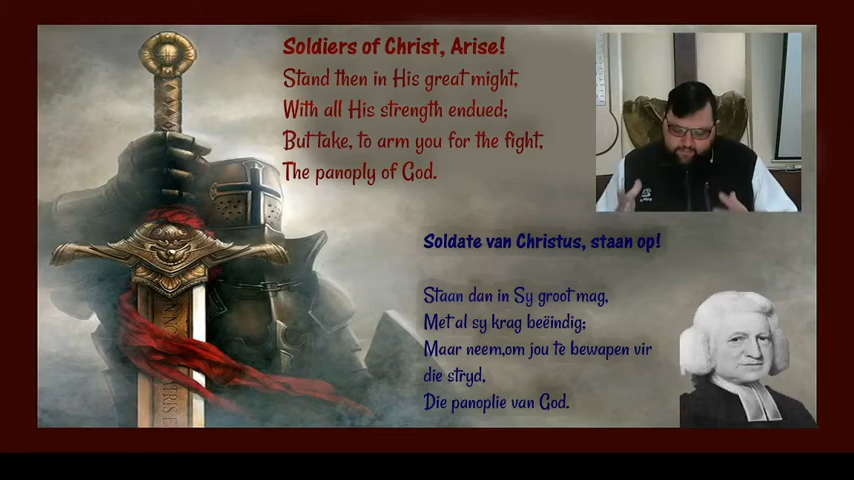 Soldiers of Christ, Arise!
Stand then in His great might,
With all His strength endued;
But take, to arm you for the fight,
The panoply of God.
Soldate van Christus, staan op!
Staan dan in Sy groot mag,
Met al sy krag beëindig;
Maar neem,om jou te bewapen vir
die stryd,
Die panoplie van God.